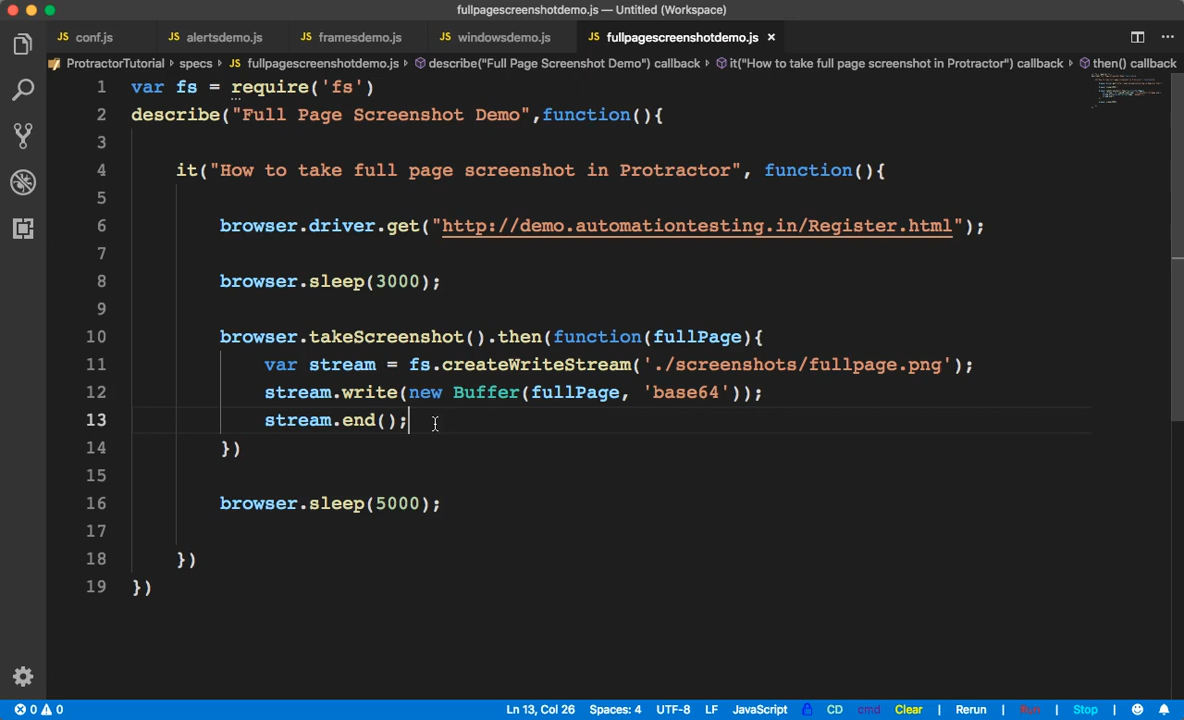 fullpagescreenshotdemo.js — Untitled (Workspace)
JS conf.js JS alertsdemo.js JS framesdemo.js JS windowsdemo.js JS fullpagescreenshotdemo.js ×
ProtractorTutorial › specs › JS fullpagescreenshotdemo.js › describe("Full Page Screenshot Demo") callback › it("How to take full page screenshot in Protractor") callback › then() callback
1 var fs = require('fs')
2 describe("Full Page Screenshot Demo",function(){
3
4 it("How to take full page screenshot in Protractor", function(){
5
6 browser.driver.get("http://demo.automationtesting.in/Register.html");
7
8 browser.sleep(3000);
9
10 browser.takeScreenshot().then(function(fullPage){
11 var stream = fs.createWriteStream('./screenshots/fullpage.png');
12 stream.write(new Buffer(fullPage, 'base64'));
13 stream.end();
14 })
15
16 browser.sleep(5000);
17
18 })
19 })
0 0 Ln 13, Col 26 Spaces: 4 UTF-8 LF JavaScript CD cmd Clear | Rerun | Run | Stop |